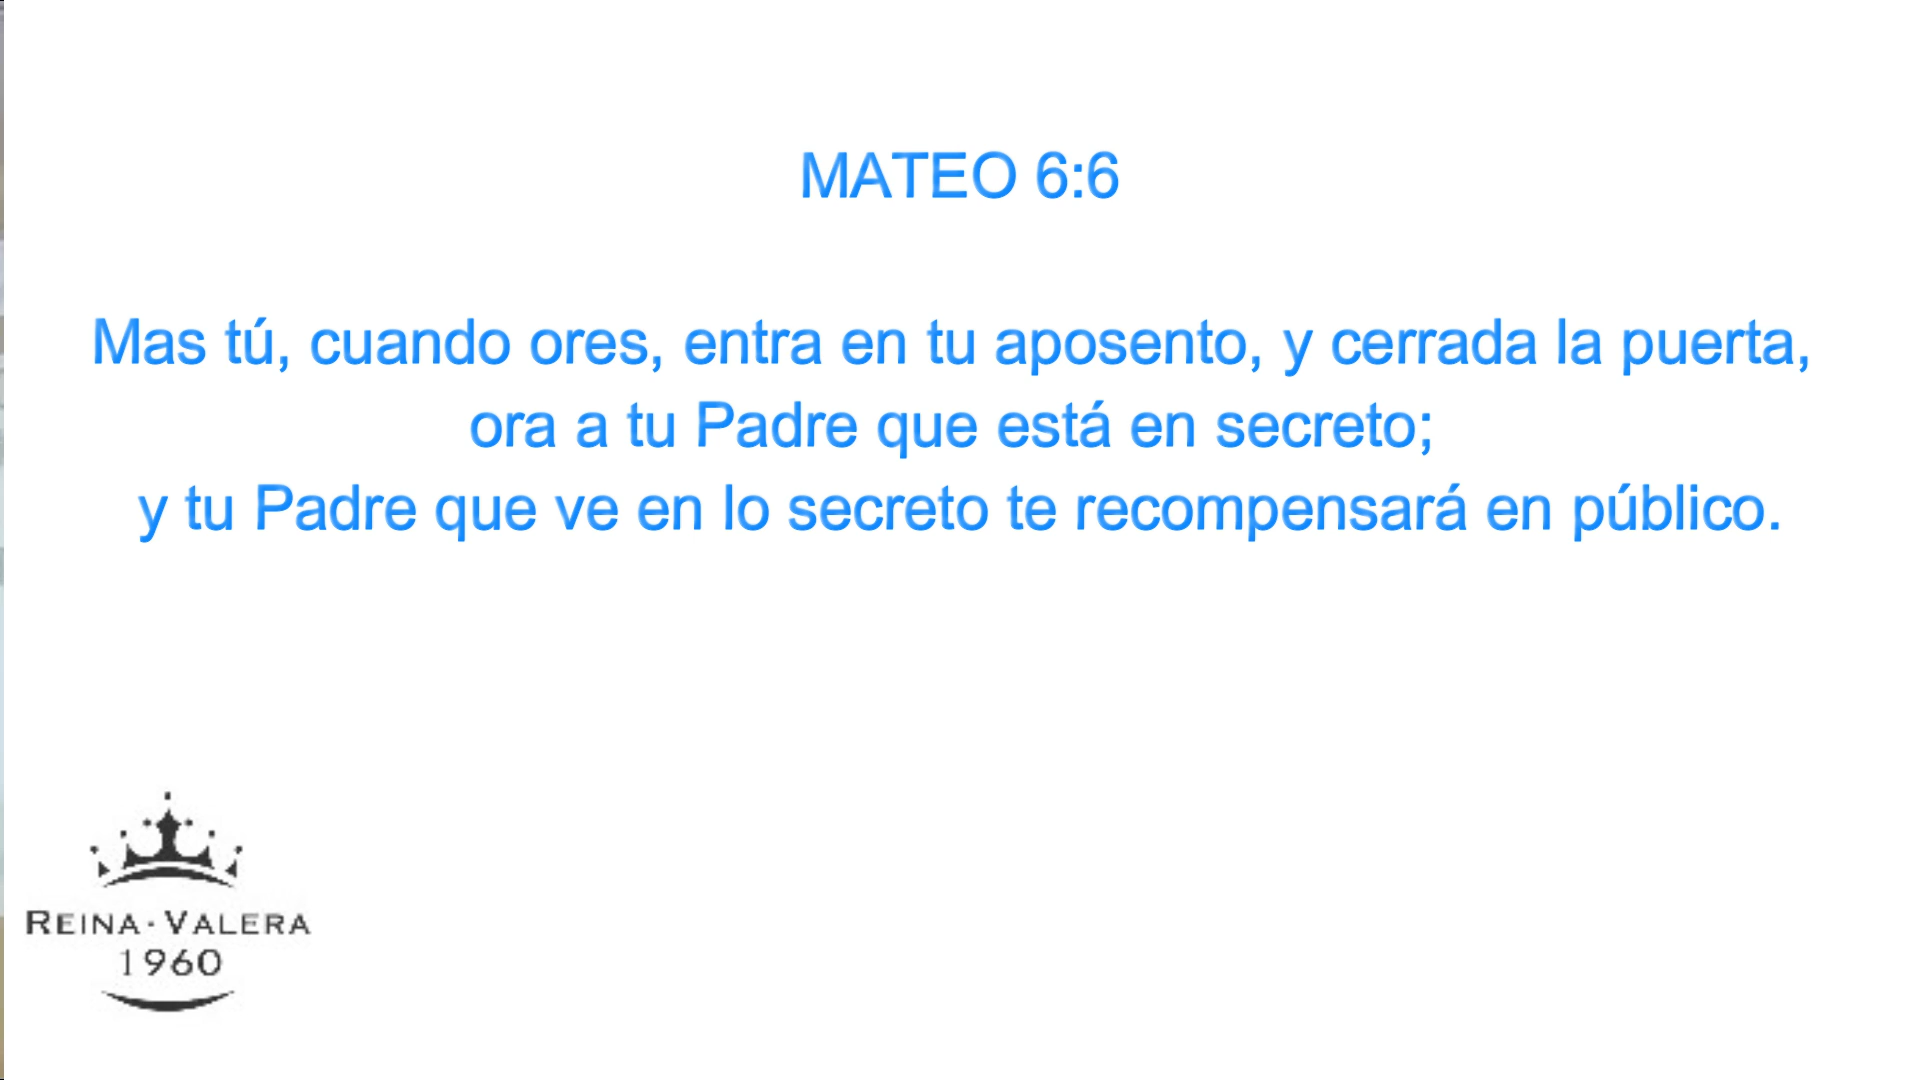 MATEO 6:6
Mas tú, cuando ores, entra en tu aposento, y cerrada la puerta,
ora a tu Padre que está en secreto;
y tu Padre que ve en lo secreto te recompensará en público.
REINA-VALERA
1960